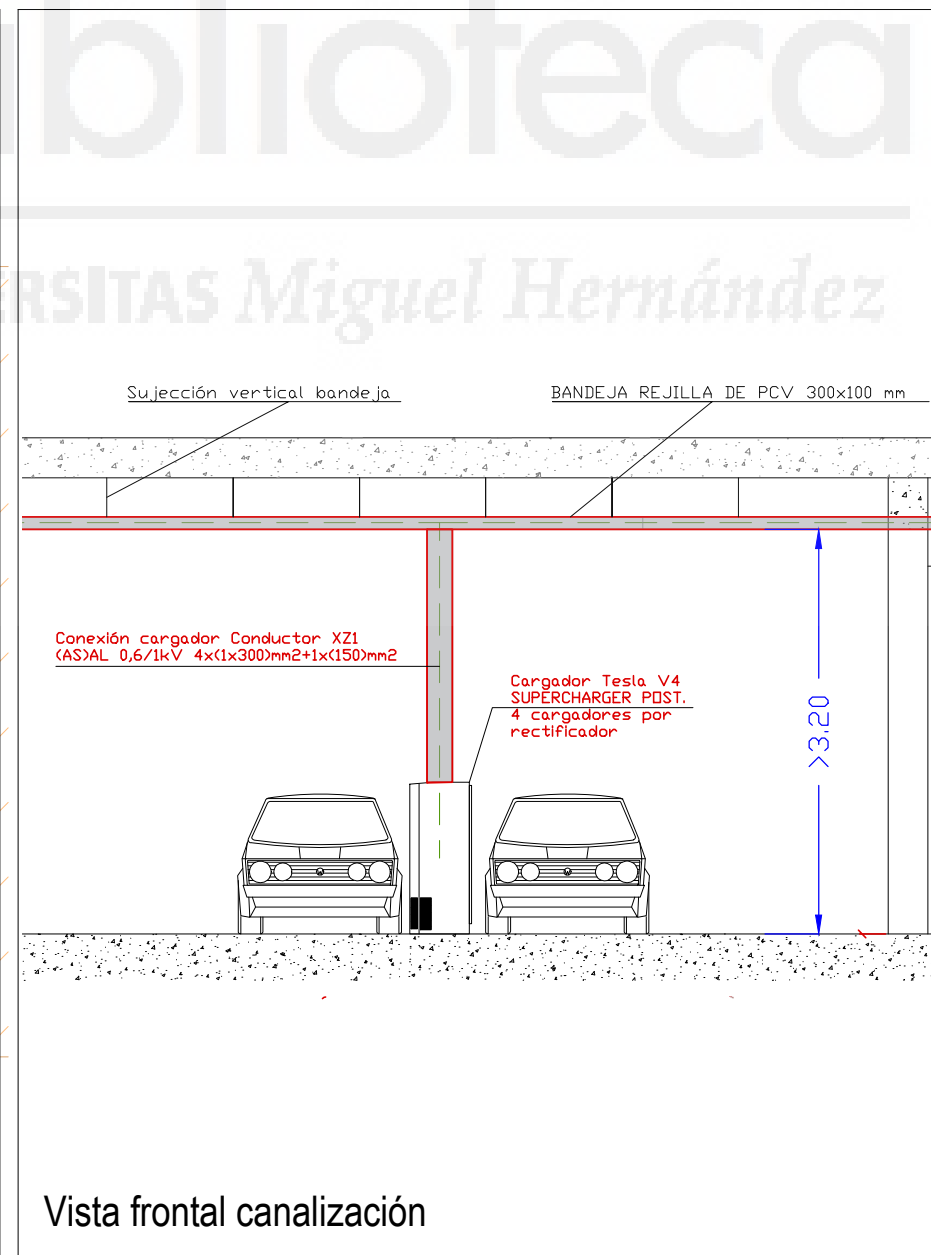 biblioteca
ERSITAS Miguel Hernández
Sujección vertical bandeja
BANDEJA REJILLA DE PCV 300x100 mm
Conexión cargador Conductor XZ1
(AS)AL 0,6/1kV 4x(1x300)mm2+1x(150)mm2
Cargador Tesla V4
SUPERCHARGER POST.
4 cargadores por
rectificador
>3.20
Vista frontal canalización